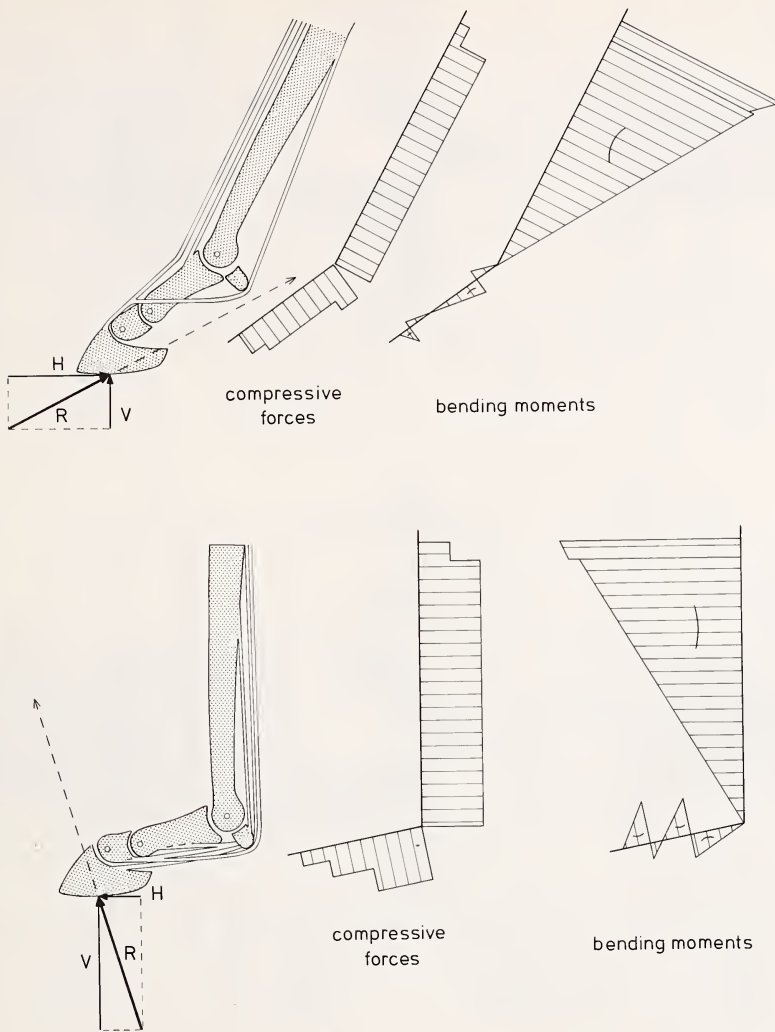 H
R
V
compressive
forces
bending moments
H
V
R
compressive
forces
bending moments